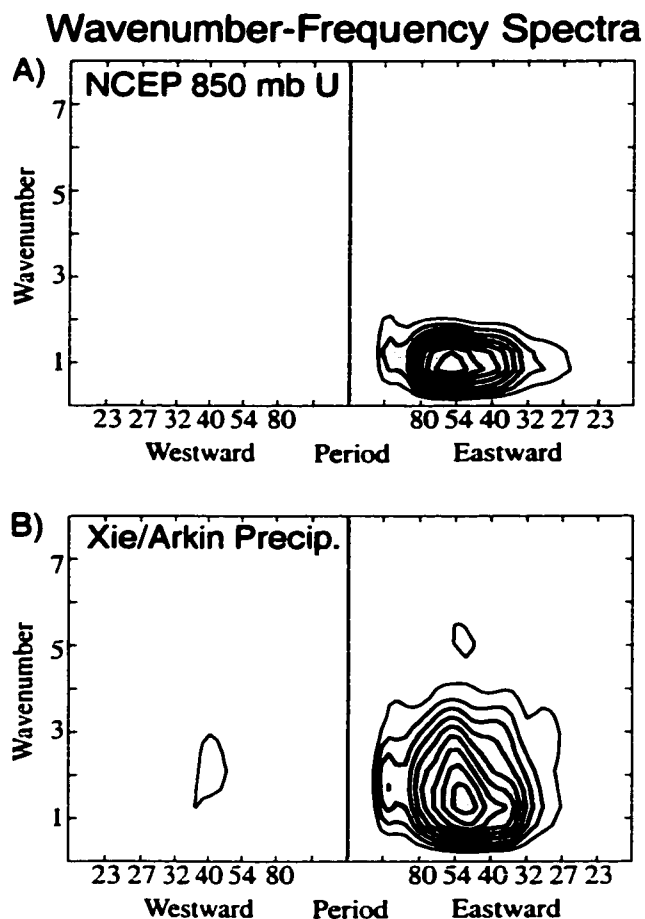 Wavenumber-Frequency Spectra
A)
NCEP 850 mb U
Wavenumber
7
5
3
1
23 27 32 40 54 80 80 54 40 32 27 23
Westward Period Eastward
B)
Xie/Arkin Precip.
Wavenumber
7
5
3
1
23 27 32 40 54 80 80 54 40 32 27 23
Westward Period Eastward